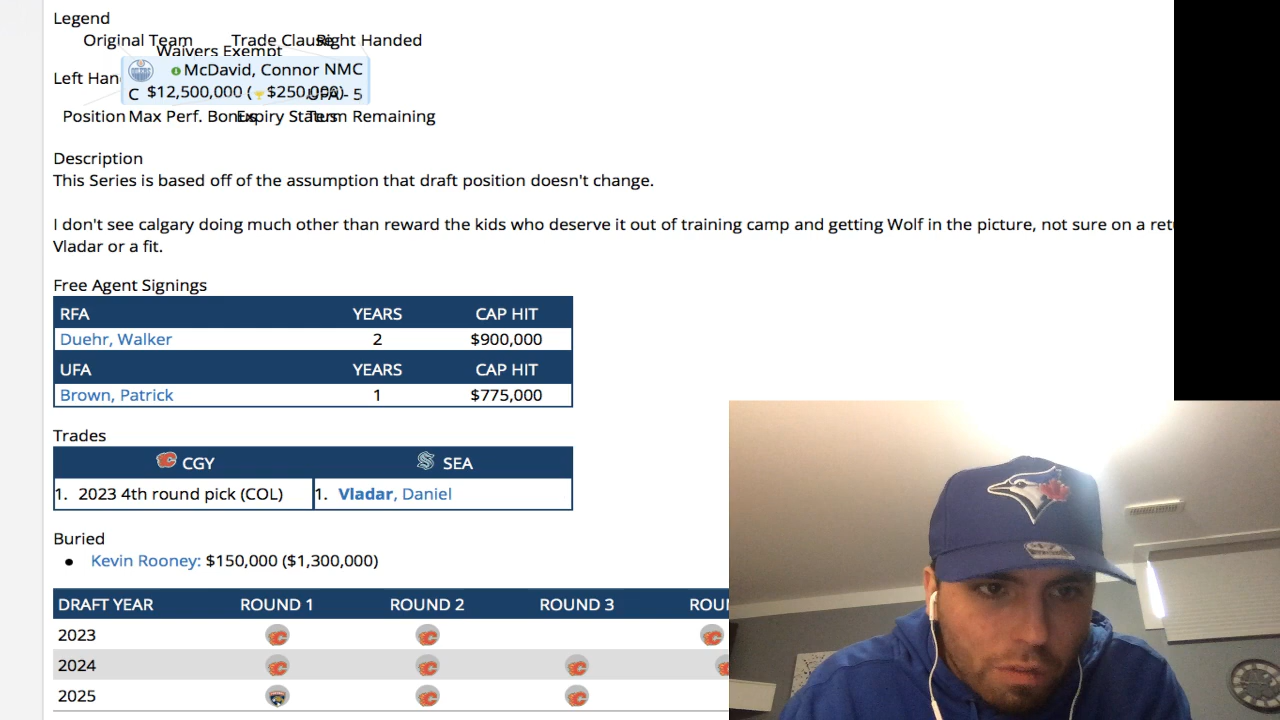 Legend
Original Team Trade Clause Right Handed
Waivers Exempt
McDavid, Connor NMC
Left Hand
C $12,500,000 ( $250,000) UFA - 5
Position Max Perf. Bonus Expiry Status Term Remaining
Description
This Series is based off of the assumption that draft position doesn't change.
I don't see calgary doing much other than reward the kids who deserve it out of training camp and getting Wolf in the picture, not sure on a
Vladar or a fit.
Free Agent Signings
RFA YEARS CAP HIT
Duehr, Walker 2 $900,000
UFA YEARS CAP HIT
Brown, Patrick 1 $775,000
Trades
CGY SEA
1. 2023 4th round pick (COL) 1. Vladar, Daniel
Buried
• Kevin Rooney: $150,000 ($1,300,000)
DRAFT YEAR ROUND 1 ROUND 2 ROUND 3
2023
2024
2025
47